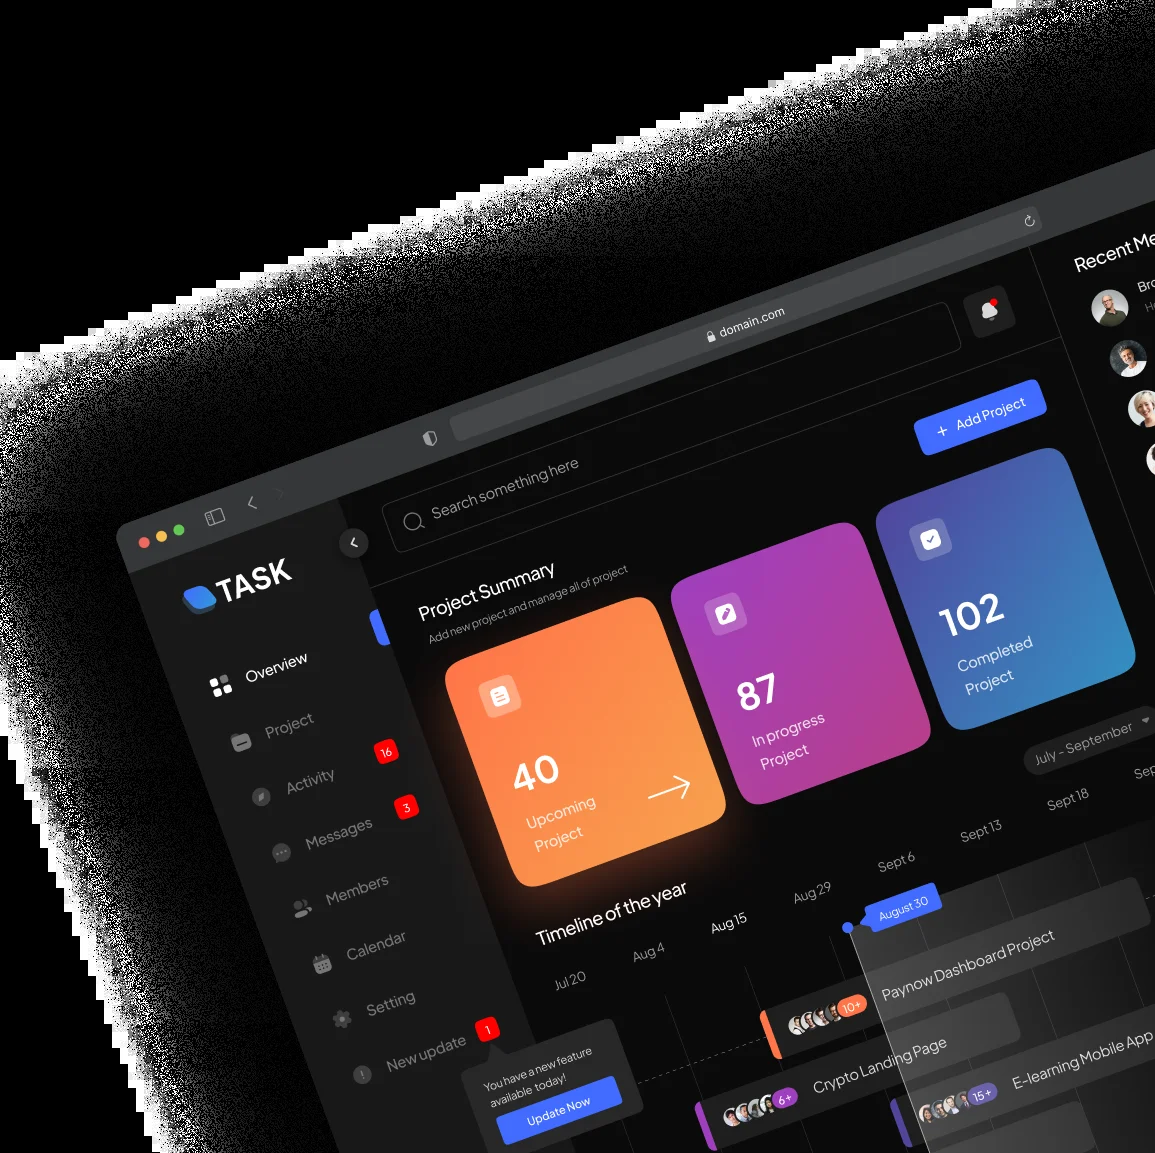 domain.com
Search something here
Add Project
TASK
Overview
Project
Activity
16
Messages
3
Members
Calendar
Setting
New update
1
You have a new feature
available today!
Update Now
Project Summary
Add new project and manage all of project
40
Upcoming
Project
87
In progress
Project
102
Completed
Project
July - September
Timeline of the year
Jul 20
Aug 4
Aug 15
Aug 29
Sept 6
Sept 13
Sept 18
August 30
10+
Paynow Dashboard Project
6+
Crypto Landing Page
15+
E-learning Mobile App
Recent